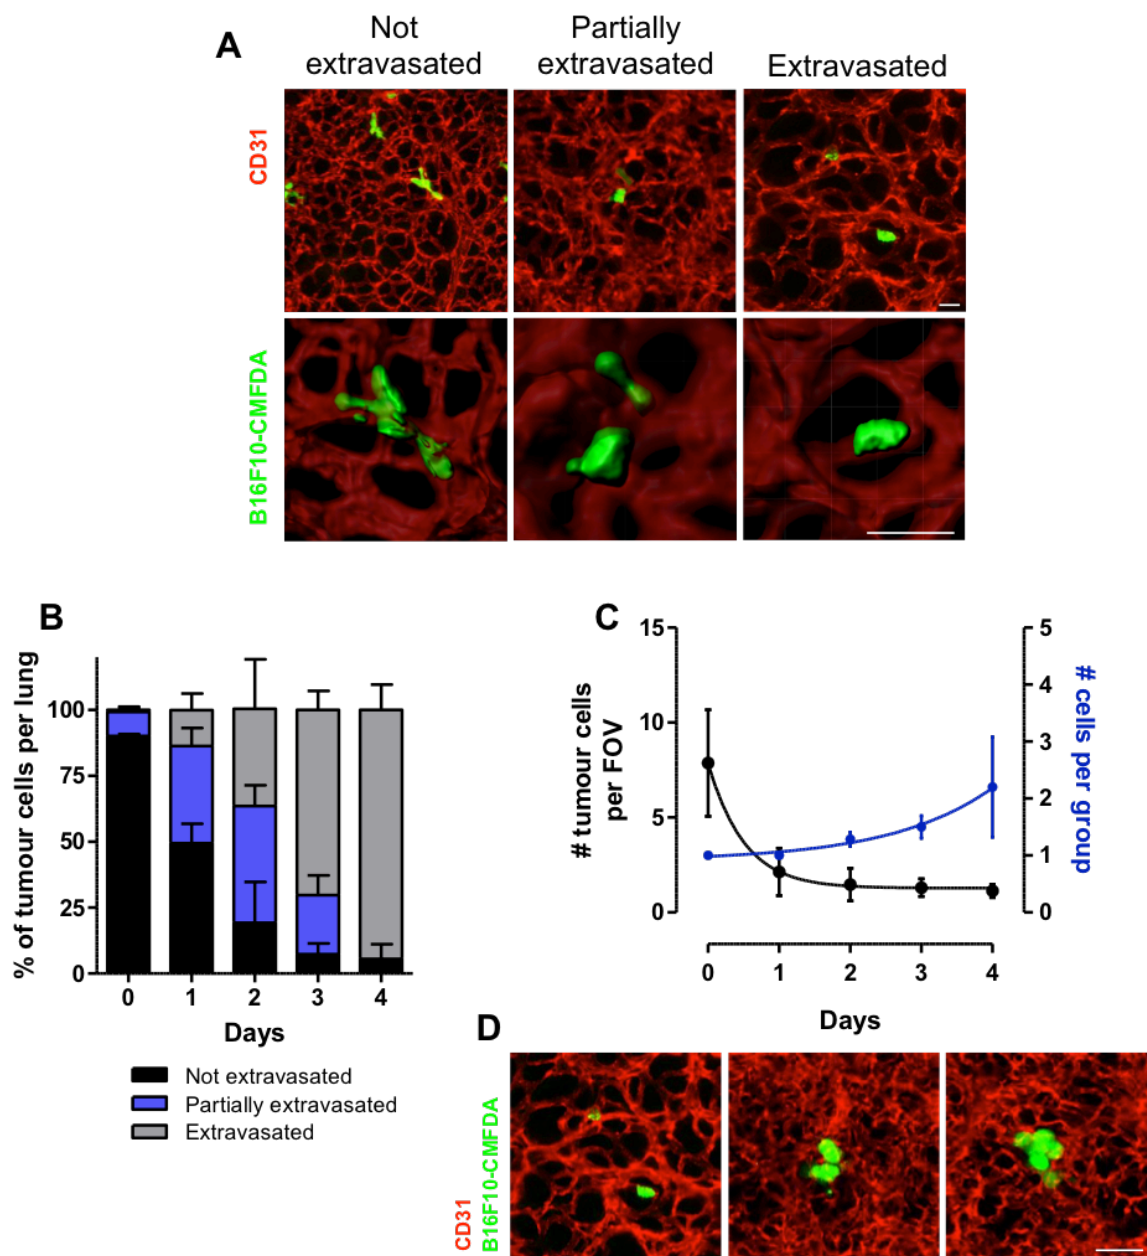 A
Not
extravasated
Partially
extravasated
Extravasated
CD31
B16F10-CMFDA
B
% of tumour cells per lung
100
75
50
25
0
0 1 2 3 4
Days
Not extravasated
Partially extravasated
Extravasated
C
# tumour cells
per FOV
15
10
5
0
5
4
3
2
1
0
# cells per group
0 1 2 3 4
Days
D
CD31
B16F10-CMFDA